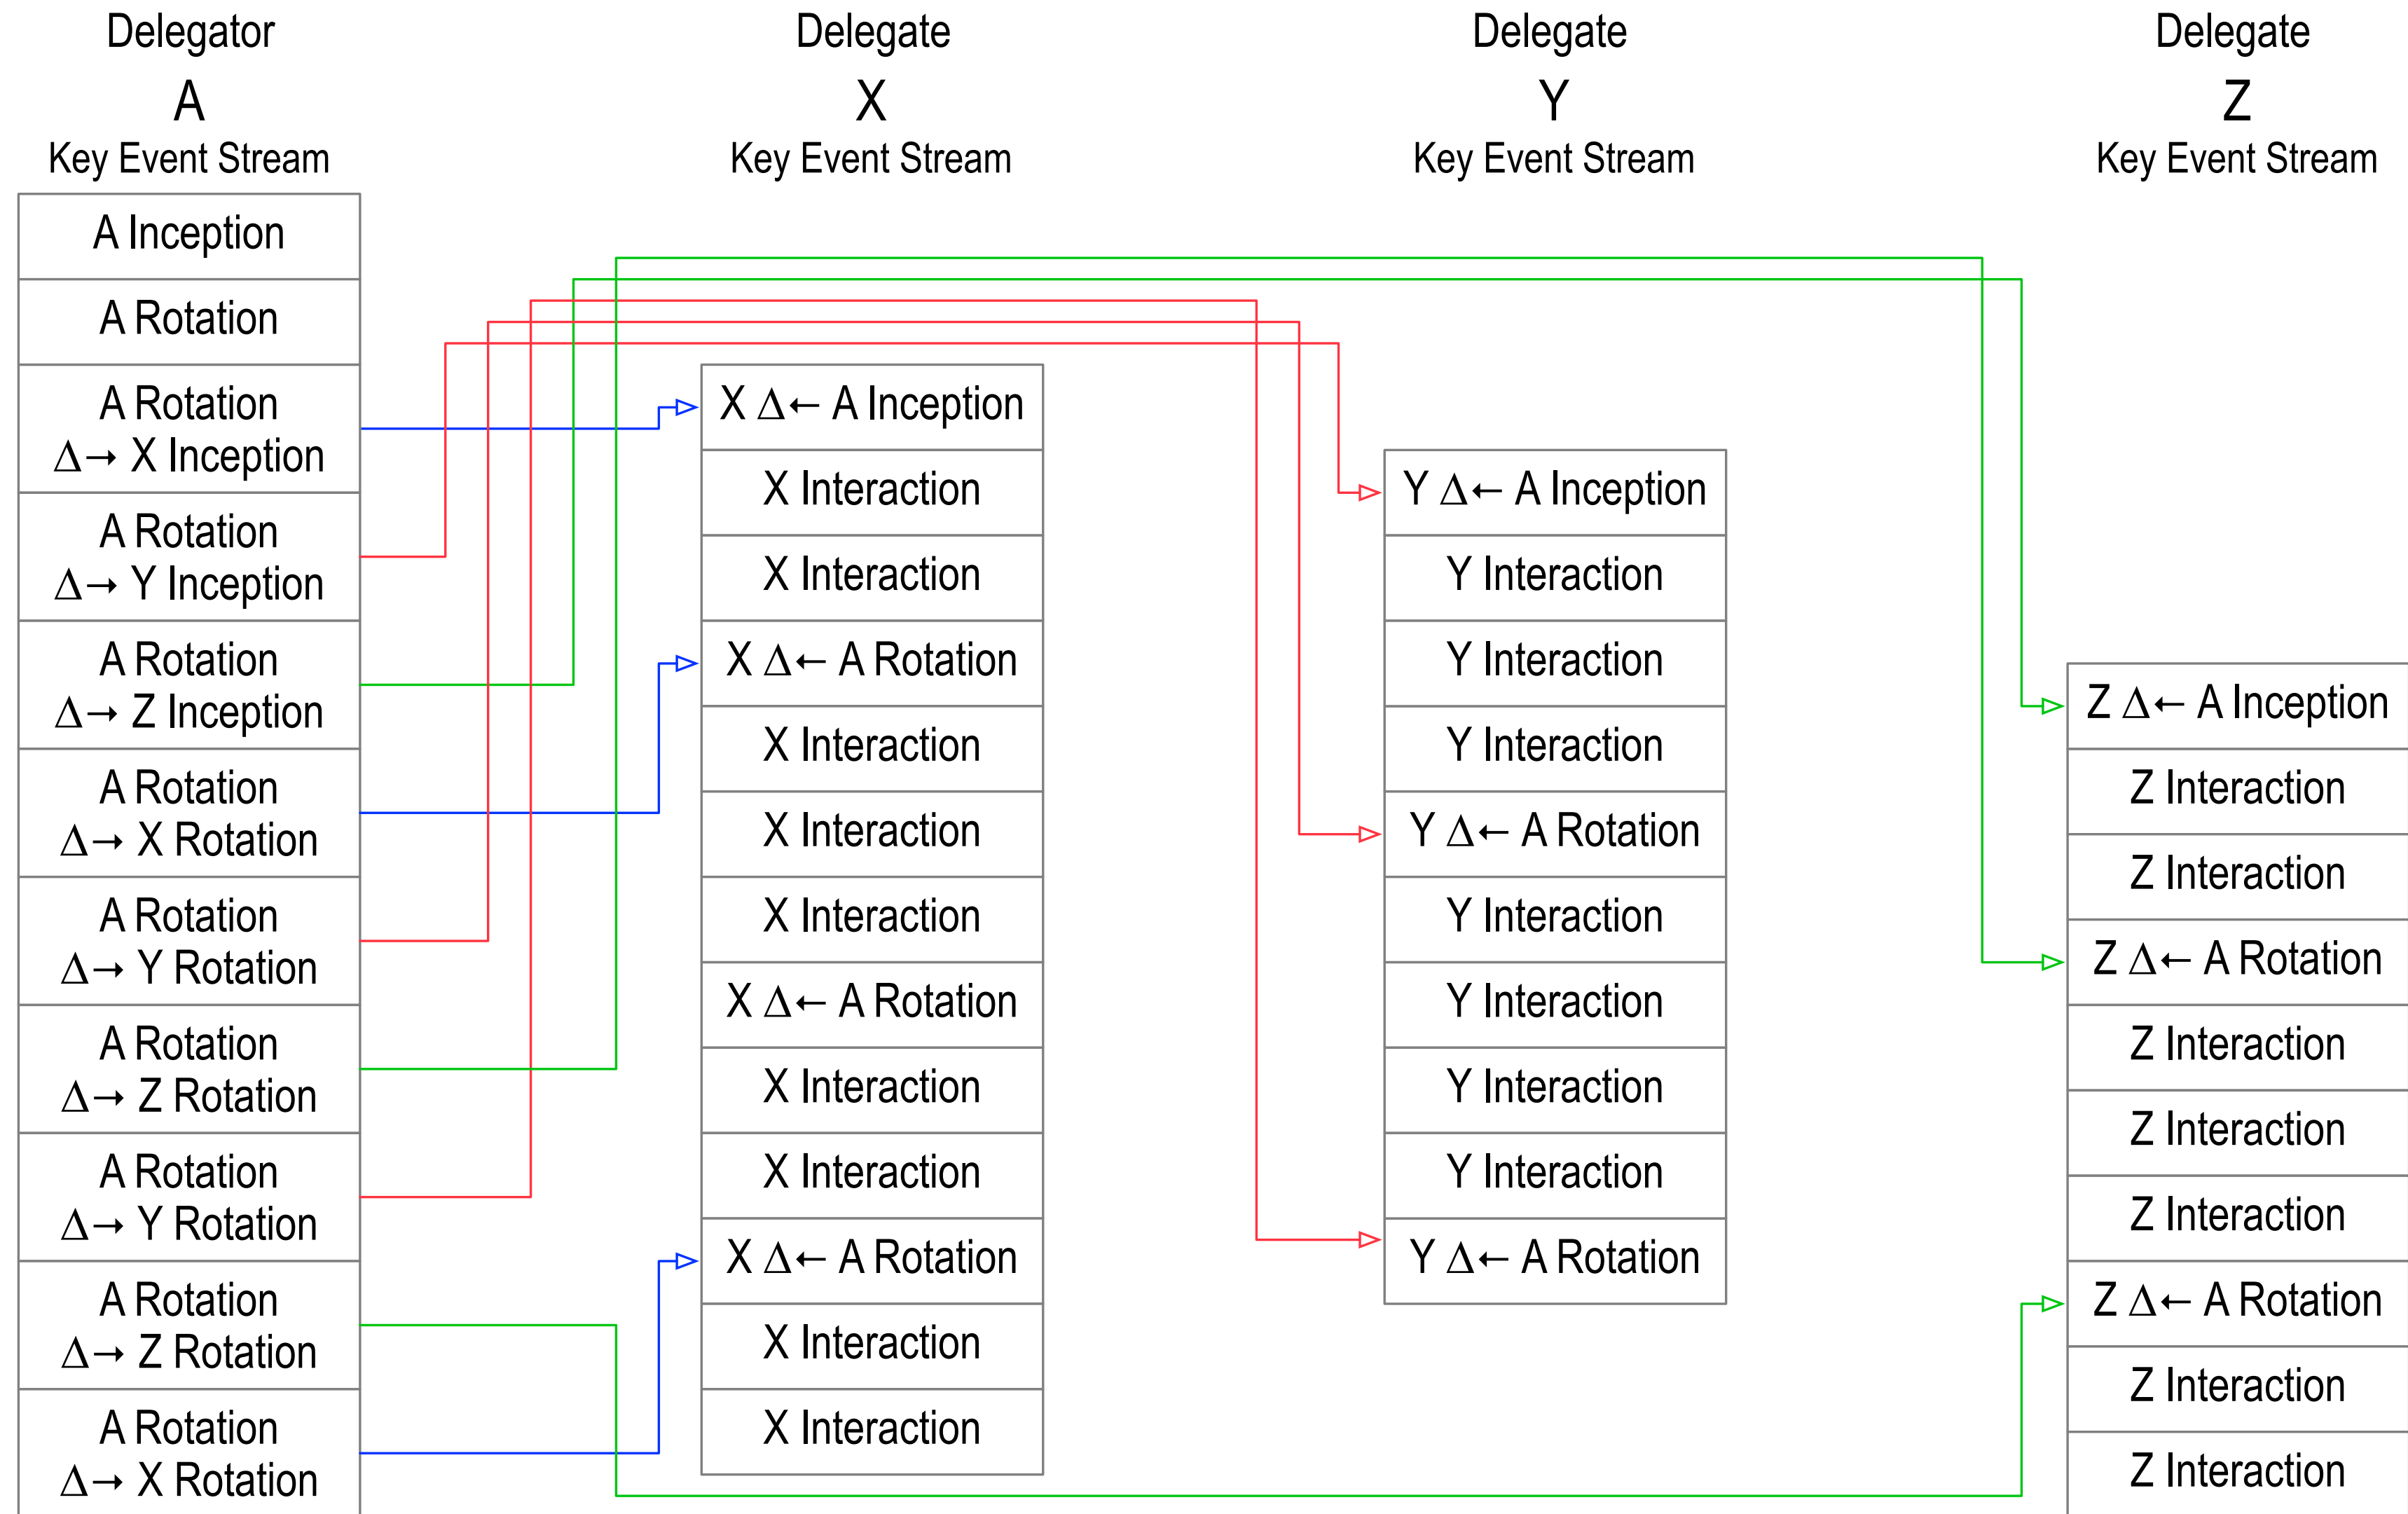 Delegator
A
Key Event Stream
A Inception
A Rotation
A Rotation
Δ→ X Inception
A Rotation
Δ→ Y Inception
A Rotation
Δ→ Z Inception
A Rotation
Δ→ X Rotation
A Rotation
Δ→ Y Rotation
A Rotation
Δ→ Z Rotation
A Rotation
Δ→ Y Rotation
A Rotation
Δ→ Z Rotation
A Rotation
Δ→ X Rotation
Delegate
X
Key Event Stream
X Δ← A Inception
X Interaction
X Interaction
X Δ← A Rotation
X Interaction
X Interaction
X Interaction
X Δ← A Rotation
X Interaction
X Interaction
X Δ← A Rotation
X Interaction
X Interaction
Delegate
Y
Key Event Stream
Y Δ← A Inception
Y Interaction
Y Interaction
Y Interaction
Y Δ← A Rotation
Y Interaction
Y Interaction
Y Interaction
Y Interaction
Y Δ← A Rotation
Delegate
Z
Key Event Stream
Z Δ← A Inception
Z Interaction
Z Interaction
Z Δ← A Rotation
Z Interaction
Z Interaction
Z Interaction
Z Δ← A Rotation
Z Interaction
Z Interaction